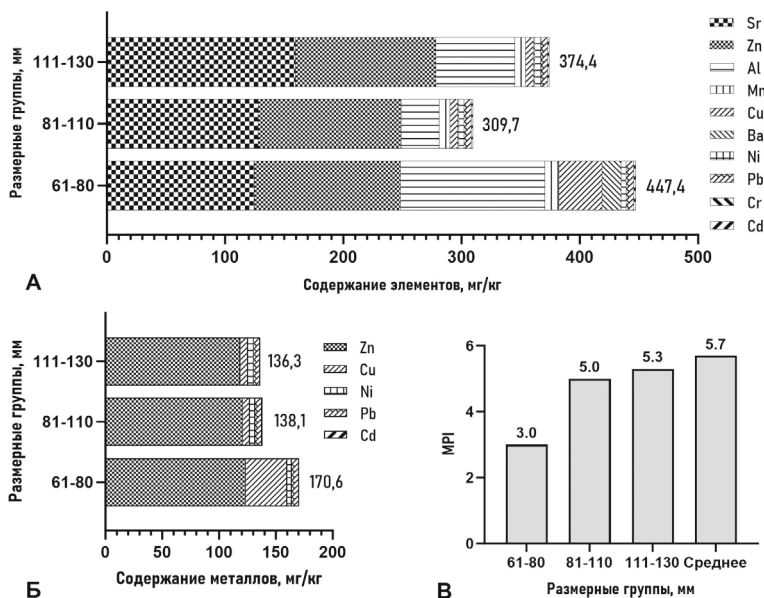 111-130
81-110
61-80
Размерные группы, мм
374,4
309,7
447,4
0
100
200
300
400
500
Содержание элементов, мг/кг
Sr
Zn
Al
Mn
Cu
Ba
Ni
Pb
Cr
Cd
А
111-130
81-110
61-80
Размерные группы, мм
136,3
138,1
170,6
0
50
100
150
200
Содержание металлов, мг/кг
Zn
Cu
Ni
Pb
Cd
Б
6
4
2
0
MPI
3.0
5.0
5.3
5.7
61-80
81-110
111-130
Среднее
Размерные группы, мм
В